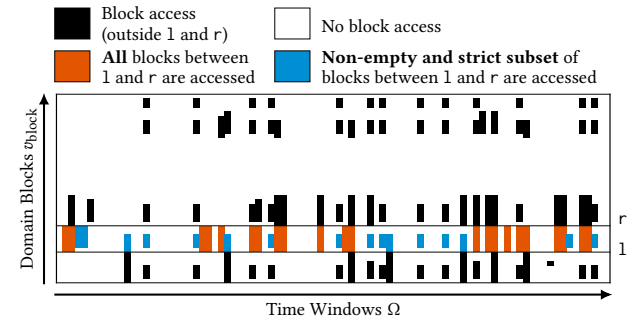 Block access
(outside l and r)
No block access
All blocks between
l and r are accessed
Non-empty and strict subset of
blocks between l and r are accessed
Domain Blocks vblock
r
l
Time Windows Ω